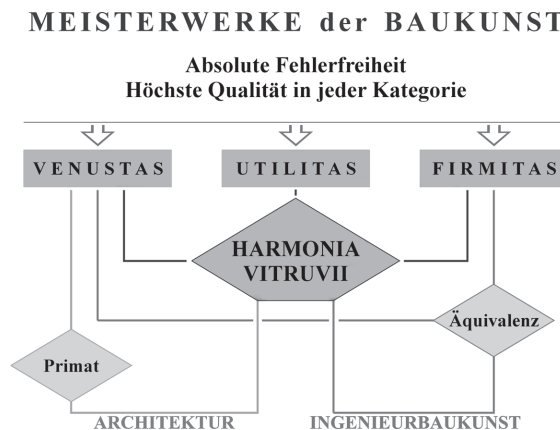 MEISTERWERKE der BAUKUNST
Absolute Fehlerfreiheit
Höchste Qualität in jeder Kategorie
VENUSTAS
UTILITAS
FIRMITAS
HARMONIA
VITRUVII
Äquivalenz
Primat
ARCHITEKTUR
INGENIEURBAUKUNST